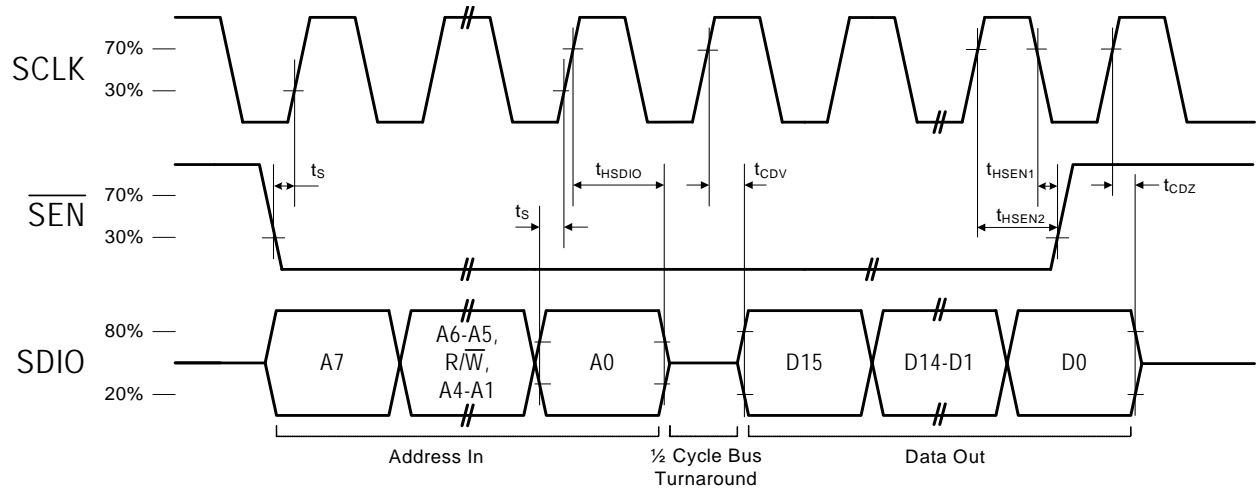 70%
SCLK
30%
tS
tHSDIO
tCDV
tHSEN1
tCDZ
70%
SEN
30%
tS
tHSEN2
80%
SDIO
20%
A7
A6-A5,
R/W,
A4-A1
A0
D15
D14-D1
D0
Address In
½ Cycle Bus
Turnaround
Data Out